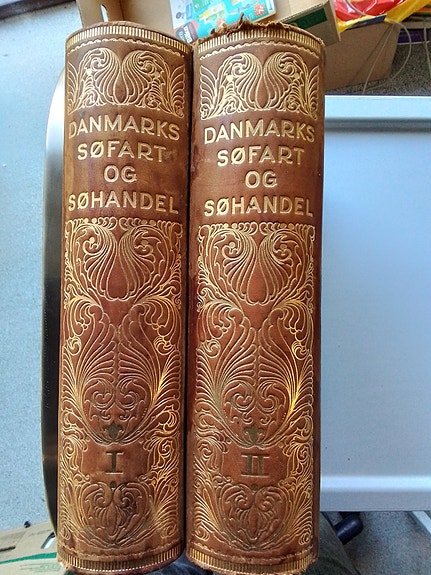 DANMARKS
SØFART
OG
SØHANDEL
I
DANMARKS
SØFART
OG
SØHANDEL
II